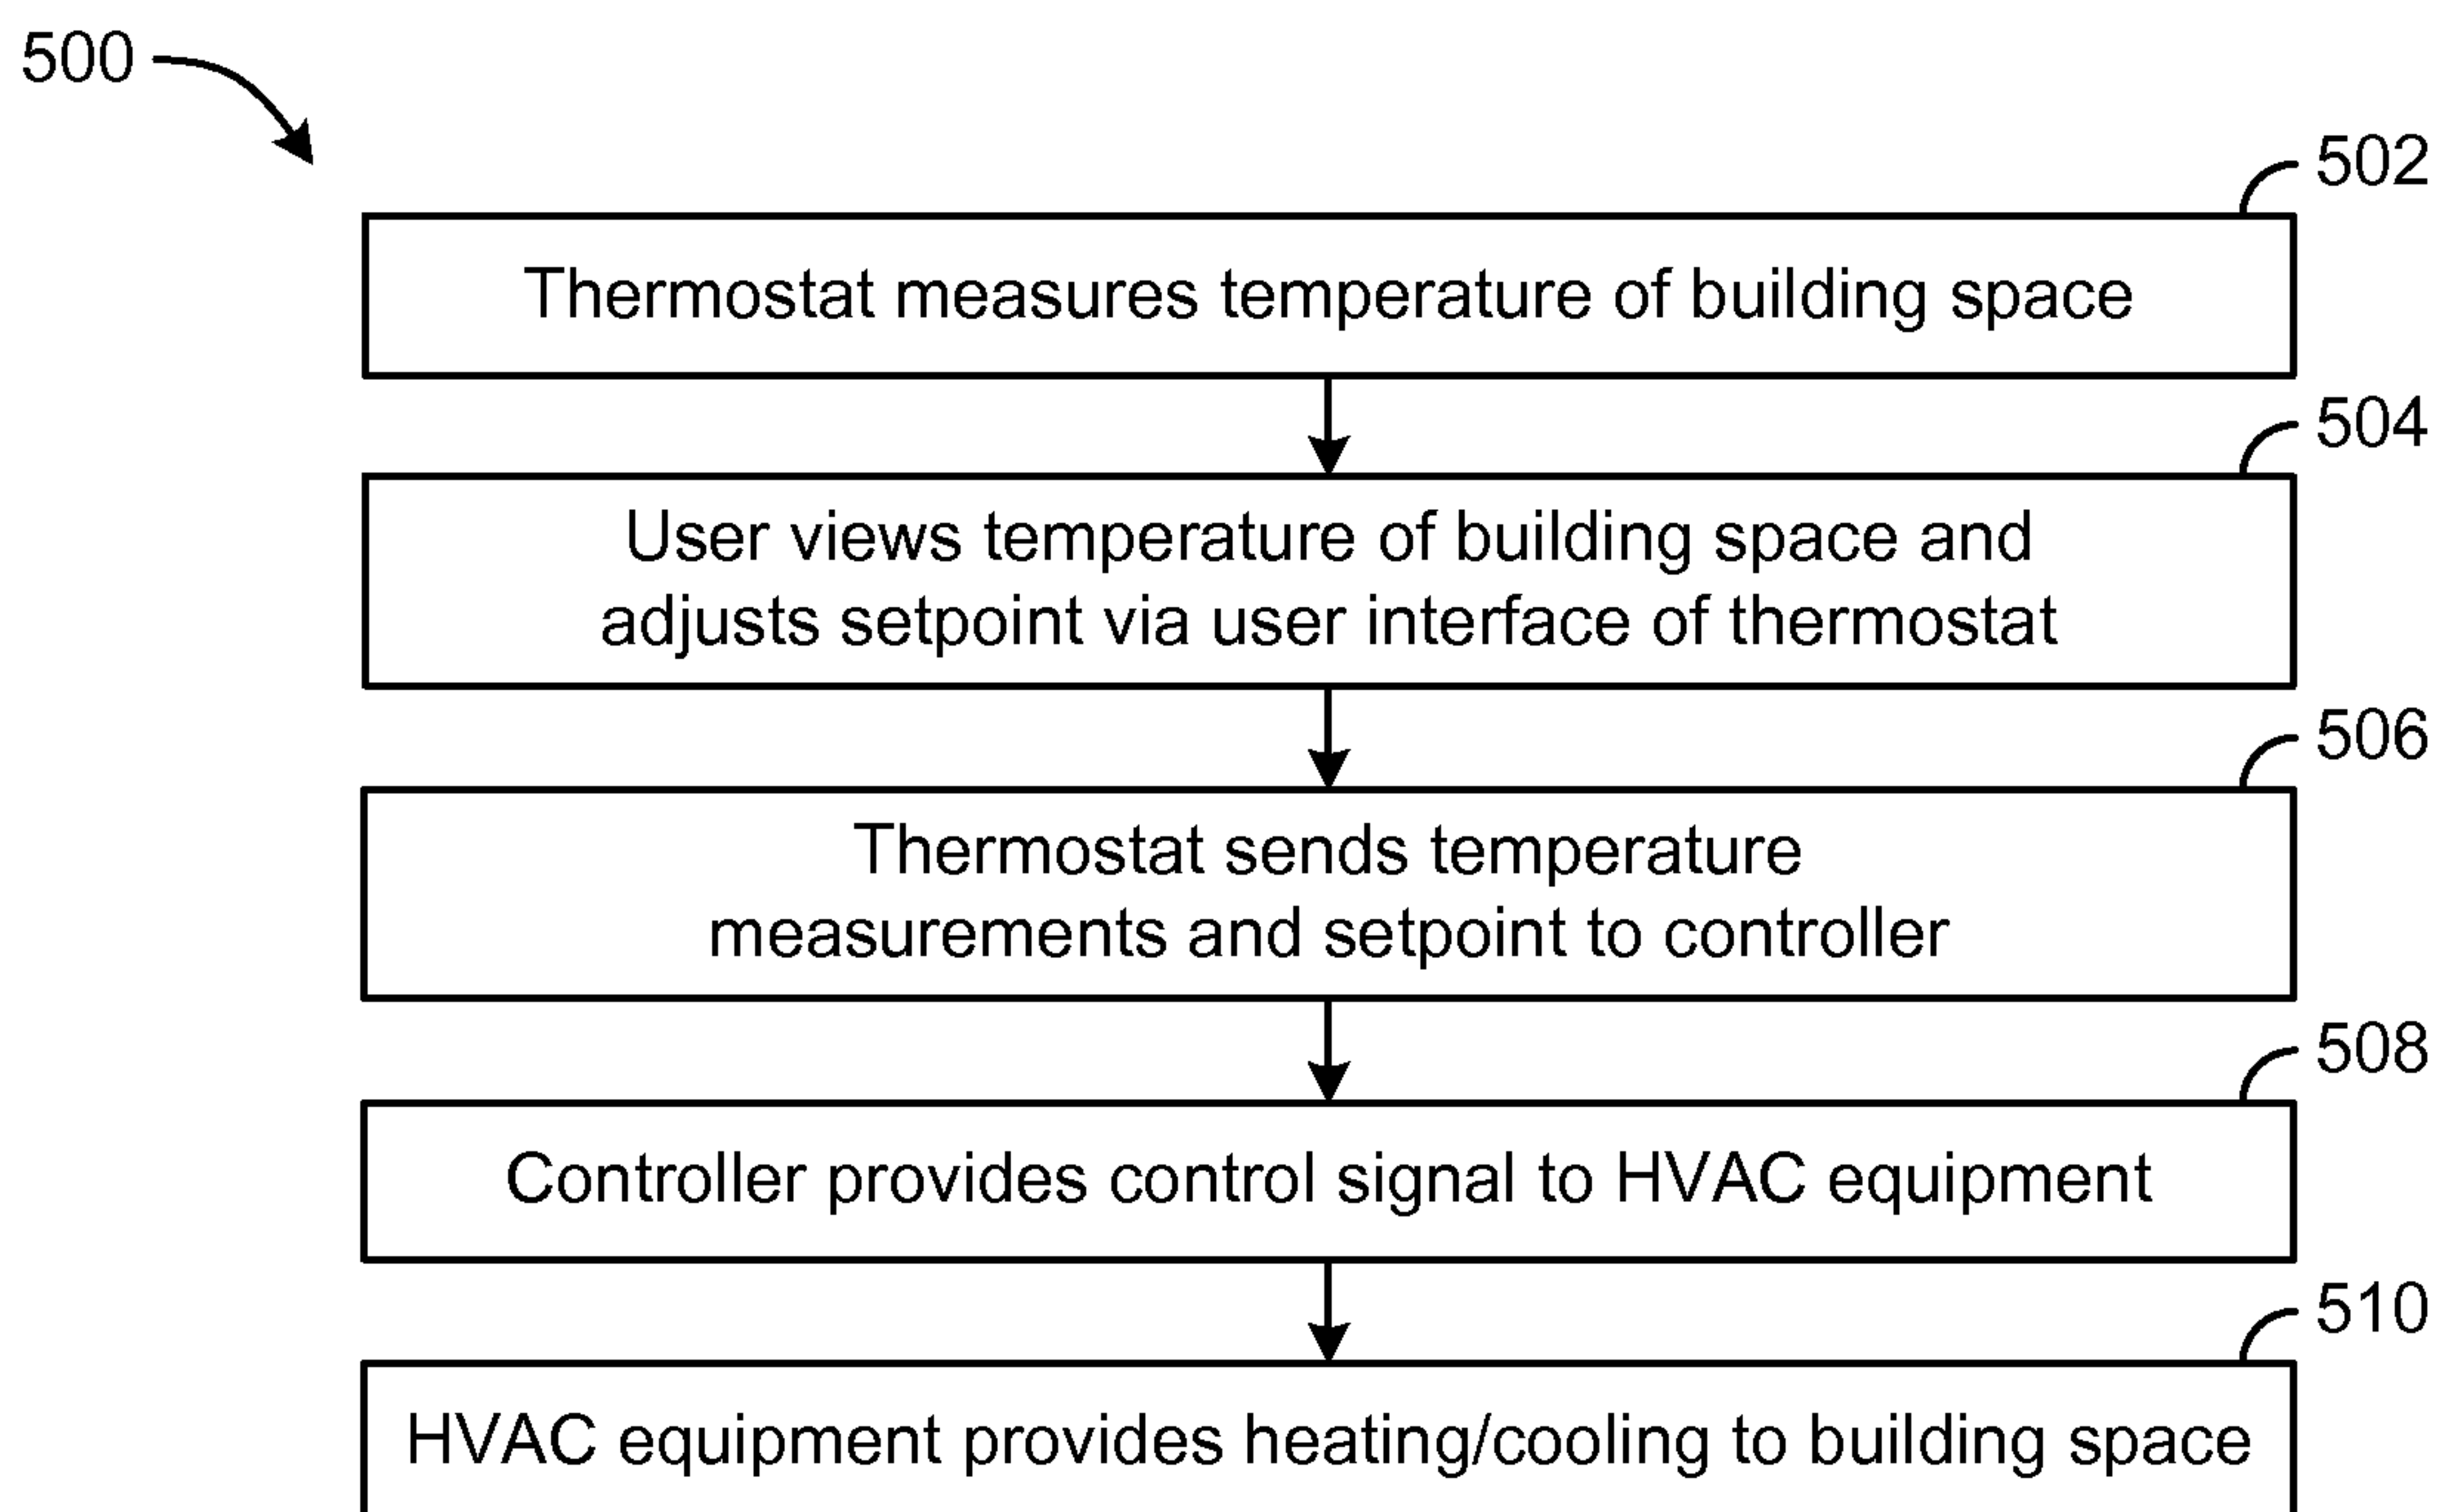 500
502
Thermostat measures temperature of building space
504
User views temperature of building space and
adjusts setpoint via user interface of thermostat
506
Thermostat sends temperature
measurements and setpoint to controller
508
Controller provides control signal to HVAC equipment
510
HVAC equipment provides heating/cooling to building space